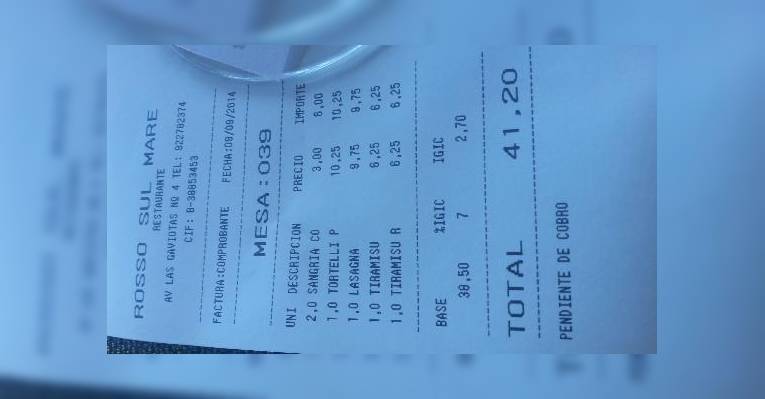 ROSSO SUL MARE
RESTAURANTE
AV LAS GAVIOTAS NQ 4 TEL: 922782374
CIF: B-38853453
FACTURA:COMPROBANTE FECHA:09/09/2014
MESA:039
UNI DESCRIPCION PRECIO IMPORTE
2,0 SANGRIA CO 3,00 6,00
1,0 TORTELLI P 10,25 10,25
1,0 LASAGNA 9,75 9,75
1,0 TIRAMISU 6,25 6,25
1,0 TIRAMISU R 6,25 6,25
BASE %IGIC IGIC
38,50 7 2,70
TOTAL 41,20
PENDIENTE DE COBRO